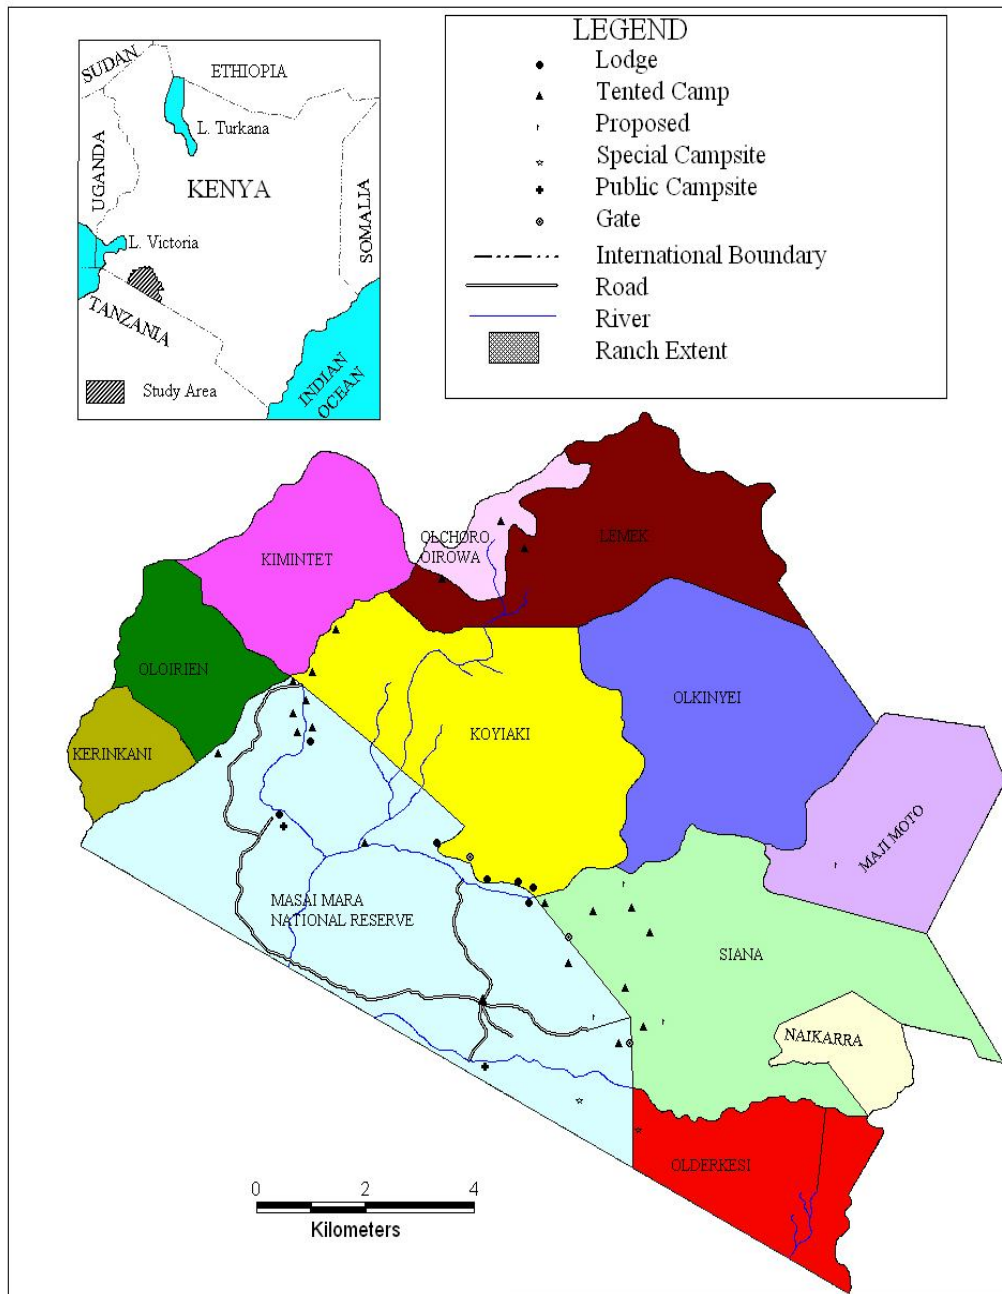 SUDAN
ETHIOPIA
L. Turkana
UGANDA
KENYA
SOMALIA
L. Victoria
TANZANIA
INDIAN
OCEAN
Study Area
LEGEND
Lodge
Tented Camp
Proposed
Special Campsite
Public Campsite
Gate
International Boundary
Road
River
Ranch Extent
OLCHORO
OIROWA
LEMEK
KIMINTET
OLOIRIEN
OLKINYEI
KOYIAKI
KERINKANI
MAJI MOTO
MASAI MARA
NATIONAL RESERVE
SIANA
NAIKARRA
OLDERKESI
0 2 4
Kilometers